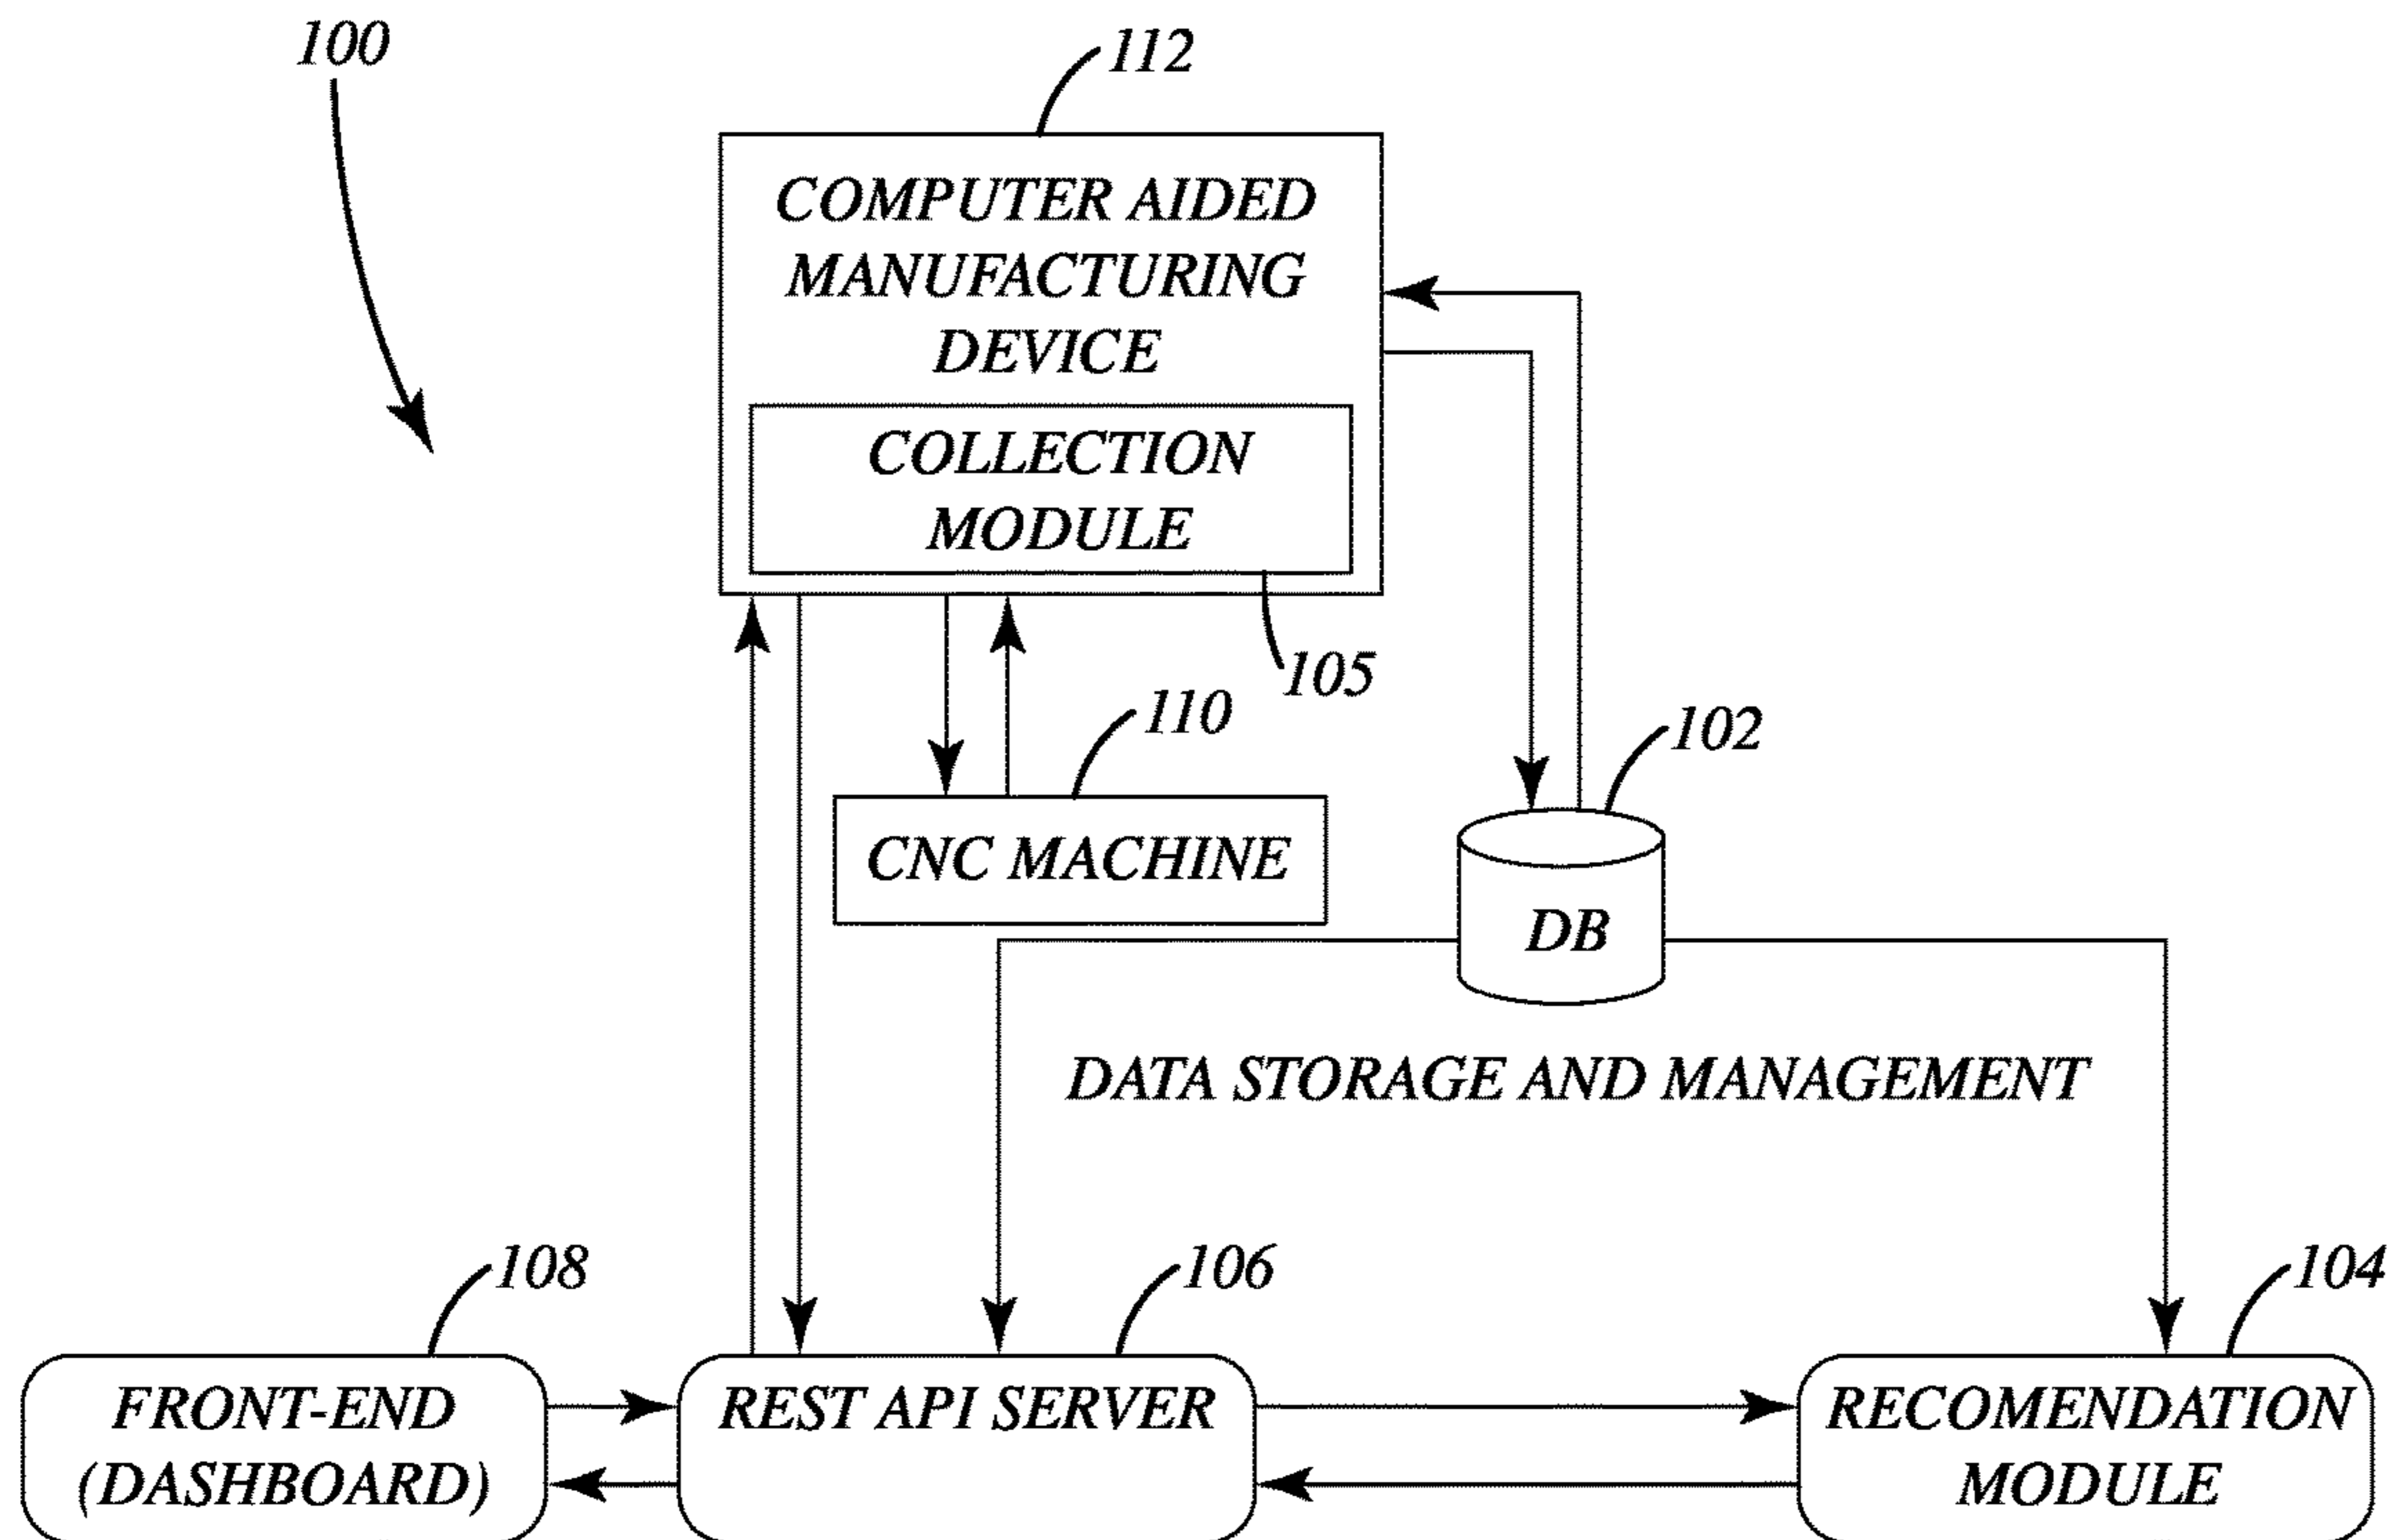 100
112
COMPUTER AIDED
MANUFACTURING
DEVICE
COLLECTION
MODULE
105
110
102
CNC MACHINE
DB
DATA STORAGE AND MANAGEMENT
108
106
104
FRONT-END
(DASHBOARD)
REST API SERVER
RECOMENDATION
MODULE